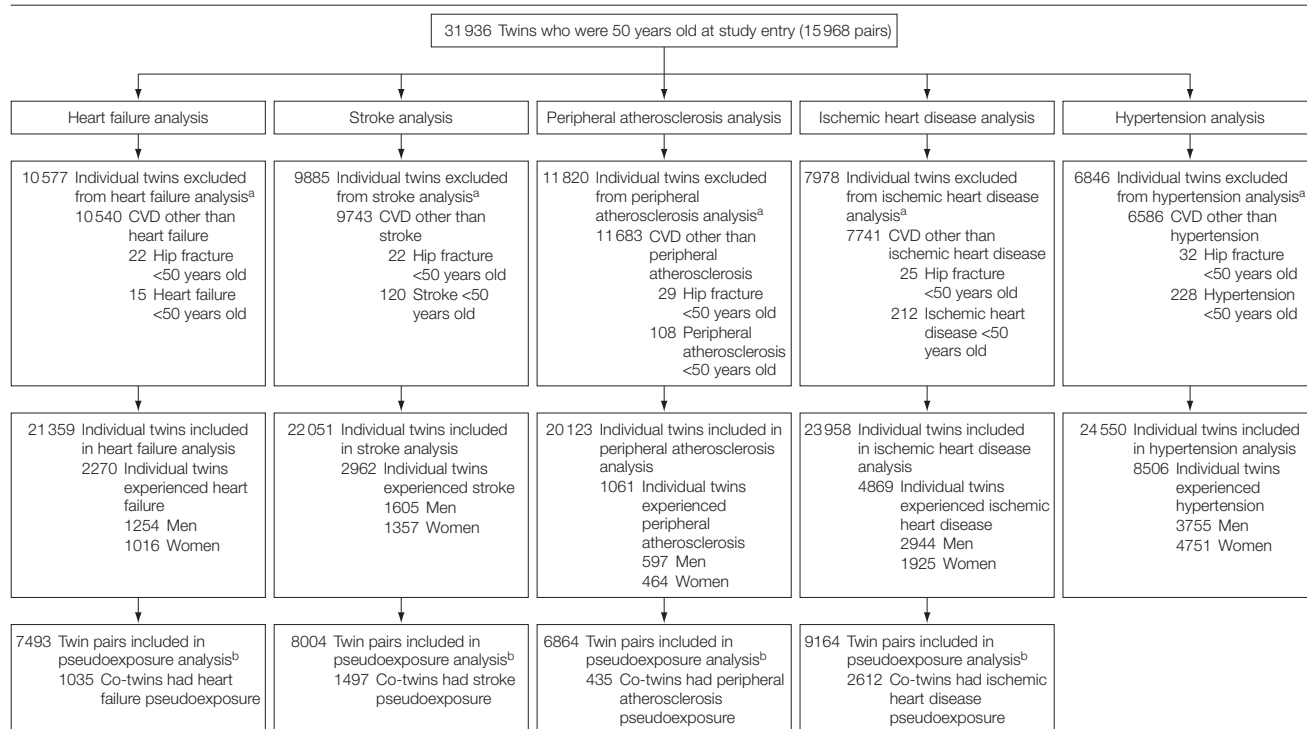 31 936 Twins who were 50 years old at study entry (15 968 pairs)
Heart failure analysis
Stroke analysis
Peripheral atherosclerosis analysis
Ischemic heart disease analysis
Hypertension analysis
10 577 Individual twins excluded
from heart failure analysisa
10 540 CVD other than
heart failure
22 Hip fracture
<50 years old
15 Heart failure
<50 years old
9885 Individual twins excluded
from stroke analysisa
9743 CVD other than
stroke
22 Hip fracture
<50 years old
120 Stroke <50
years old
11 820 Individual twins excluded
from peripheral
atherosclerosis analysisa
11 683 CVD other than
peripheral
atherosclerosis
29 Hip fracture
<50 years old
108 Peripheral
atherosclerosis
<50 years old
7978 Individual twins excluded
from ischemic heart disease
analysisa
7741 CVD other than
ischemic heart disease
25 Hip fracture
<50 years old
212 Ischemic heart
disease <50
years old
6846 Individual twins excluded
from hypertension analysisa
6586 CVD other than
hypertension
32 Hip fracture
<50 years old
228 Hypertension
<50 years old
21 359 Individual twins included
in heart failure analysis
2270 Individual twins
experienced heart
failure
1254 Men
1016 Women
22 051 Individual twins included
in stroke analysis
2962 Individual twins
experienced stroke
1605 Men
1357 Women
20 123 Individual twins included in
peripheral atherosclerosis
analysis
1061 Individual twins
experienced
peripheral
atherosclerosis
597 Men
464 Women
23 958 Individual twins included
in ischemic heart disease
analysis
4869 Individual twins
experienced ischemic
heart disease
2944 Men
1925 Women
24 550 Individual twins included
in hypertension analysis
8506 Individual twins
experienced
hypertension
3755 Men
4751 Women
7493 Twin pairs included in
pseudoexposure analysisb
1035 Co-twins had heart
failure pseudoexposure
8004 Twin pairs included in
pseudoexposure analysisb
1497 Co-twins had stroke
pseudoexposure
6864 Twin pairs included in
pseudoexposure analysisb
435 Co-twins had peripheral
atherosclerosis
pseudoexposure
9164 Twin pairs included in
pseudoexposure analysisb
2612 Co-twins had ischemic
heart disease
pseudoexposure